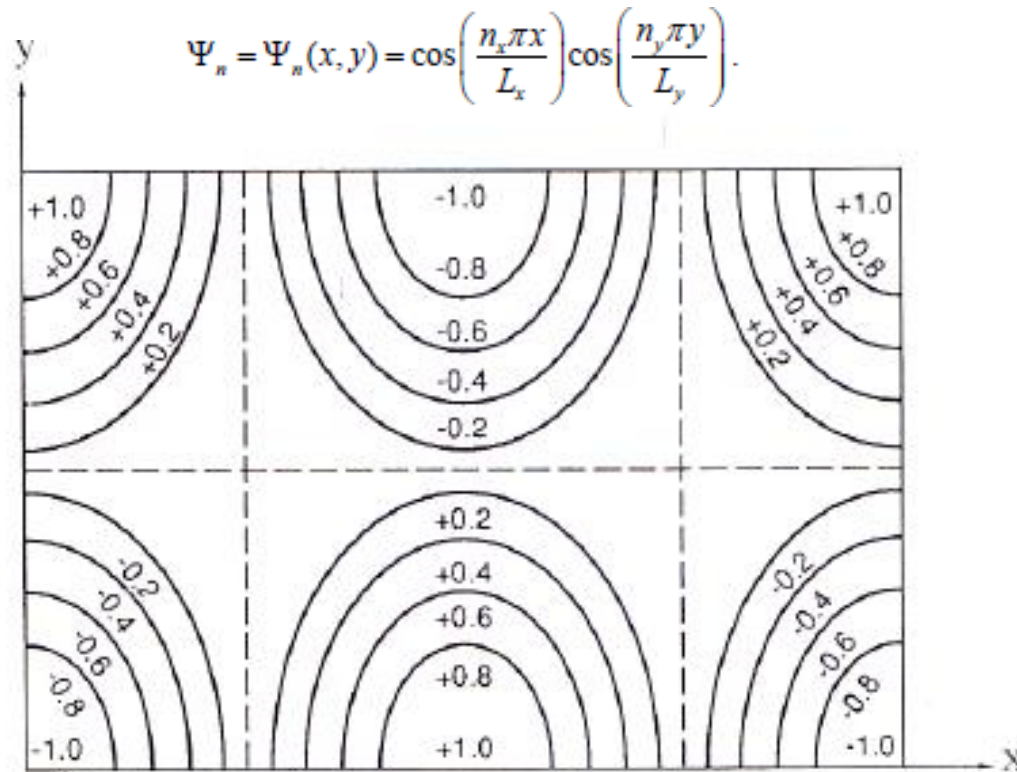 Ψₙ = Ψₙ(x, y) = cos(nₓπx / Lₓ) cos(n_yπy / L_y).
y
+1.0 -1.0 +1.0
+0.8 -0.8 +0.8
+0.6 -0.6 +0.6
+0.4 -0.4 +0.4
+0.2 -0.2 +0.2
-0.2 +0.2 -0.2
-0.4 +0.4 -0.4
-0.6 +0.6 -0.6
-0.8 +0.8 -0.8
-1.0 +1.0 -1.0
x